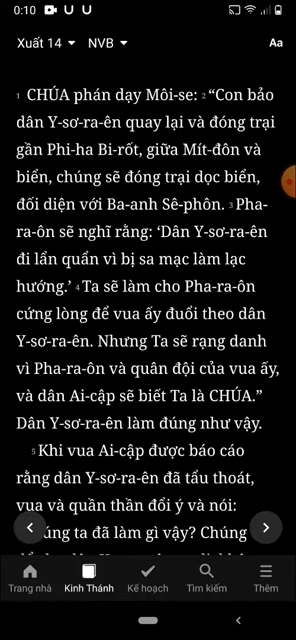 0:10
Xuất 14 NVB Aa
1 CHÚA phán dạy Môi-se: 2 “Con bảo
dân Y-sơ-ra-ên quay lại và đóng trại
gần Phi-ha Bi-rốt, giữa Mít-đôn và
biển, chúng sẽ đóng trại dọc biển,
đối diện với Ba-anh Sê-phôn. 3 Pha-
ra-ôn sẽ nghĩ rằng: ‘Dân Y-sơ-ra-ên
đi lẩn quẩn vì bị sa mạc làm lạc
hướng.’ 4 Ta sẽ làm cho Pha-ra-ôn
cứng lòng để vua ấy đuổi theo dân
Y-sơ-ra-ên. Nhưng Ta sẽ rạng danh
vì Pha-ra-ôn và quân đội của vua ấy,
và dân Ai-cập sẽ biết Ta là CHÚA.”
Dân Y-sơ-ra-ên làm đúng như vậy.
5 Khi vua Ai-cập được báo cáo
rằng dân Y-sơ-ra-ên đã tẩu thoát,
vua và quần thần đổi ý và nói:
ta đã làm gì vậy? Chúng
Trang nhà Kinh Thánh Kế hoạch Tìm kiếm Thêm